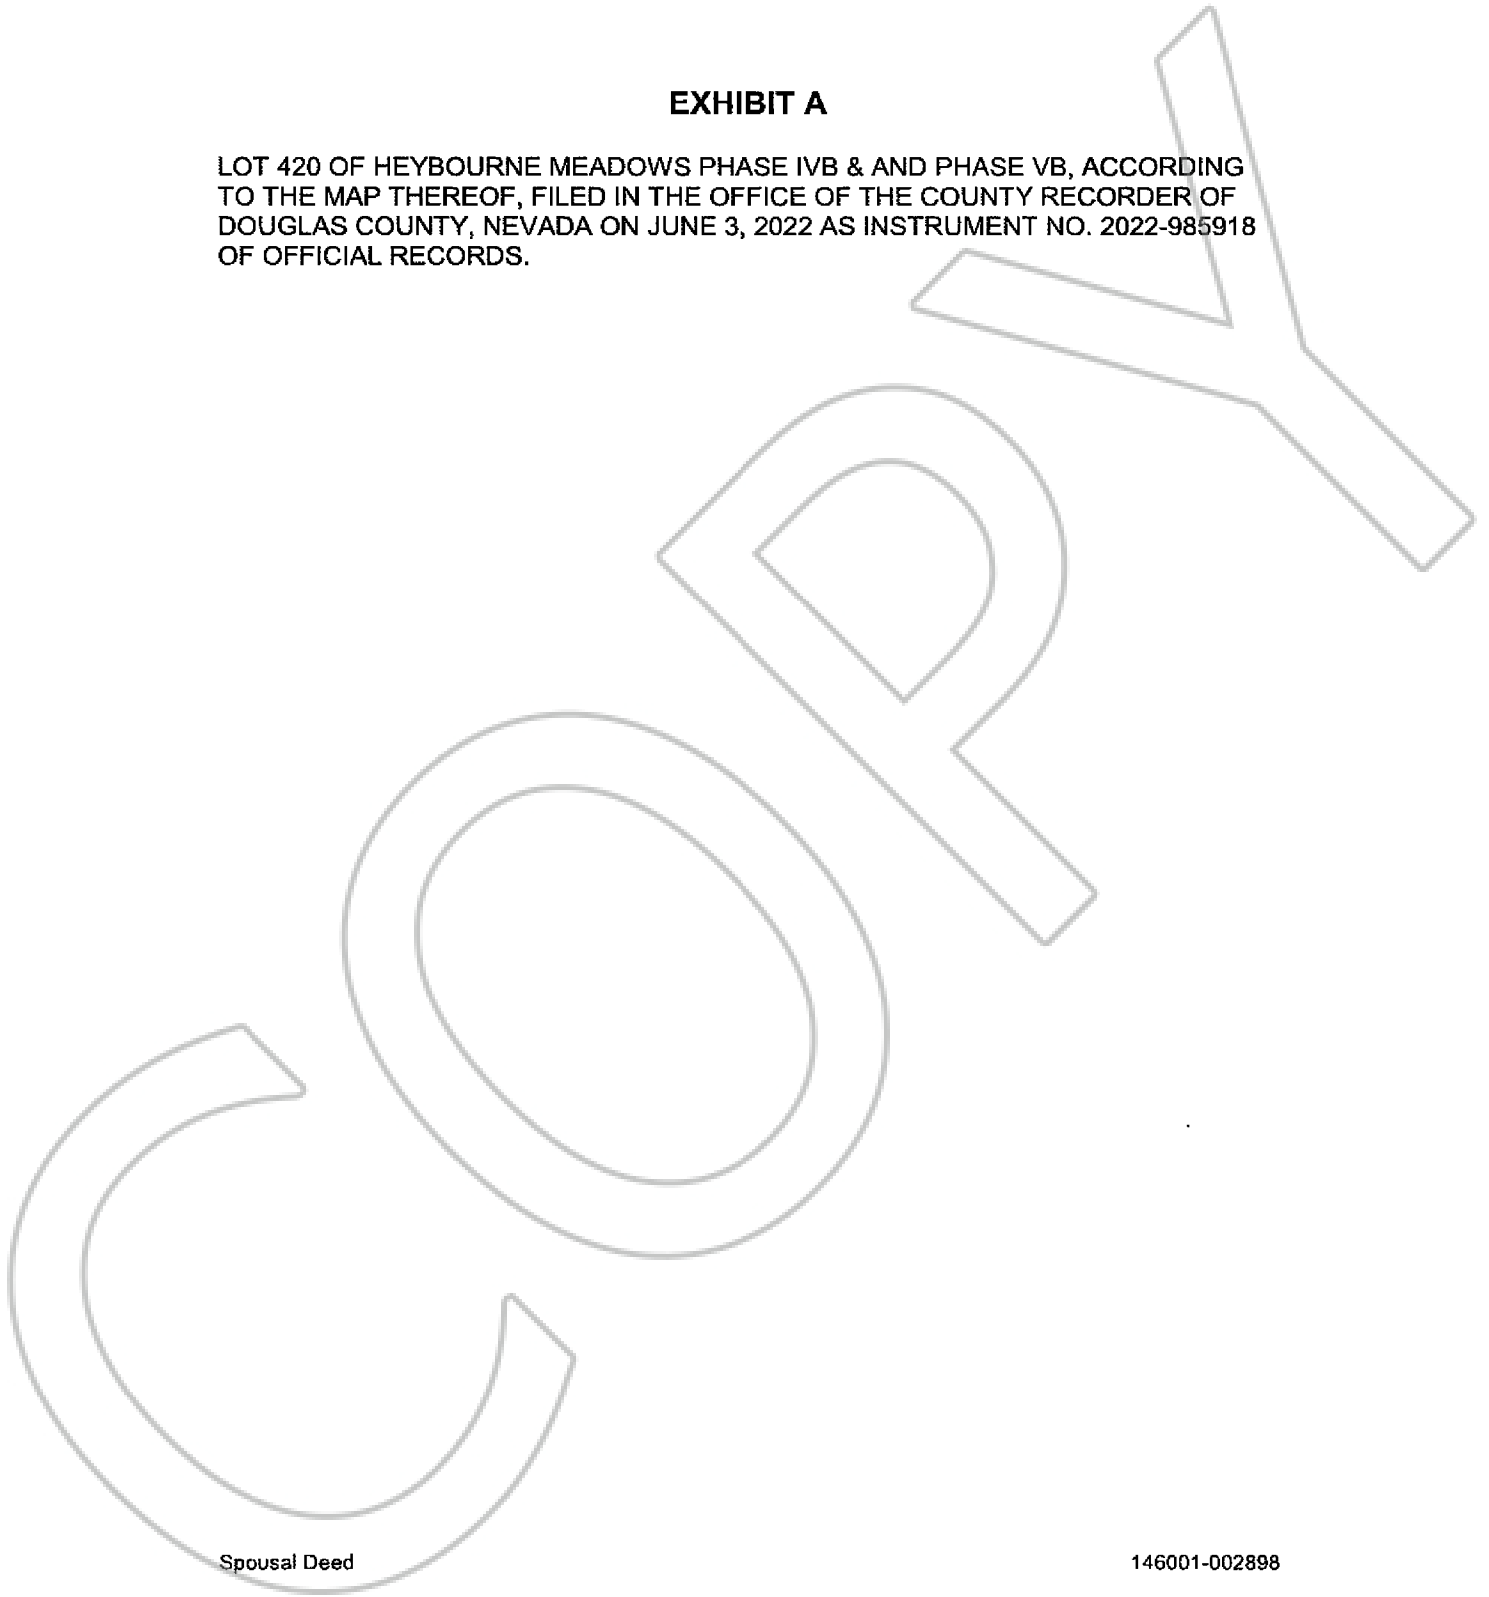 EXHIBIT A
LOT 420 OF HEYBOURNE MEADOWS PHASE IVB & AND PHASE VB, ACCORDING
TO THE MAP THEREOF, FILED IN THE OFFICE OF THE COUNTY RECORDER OF
DOUGLAS COUNTY, NEVADA ON JUNE 3, 2022 AS INSTRUMENT NO. 2022-985918
OF OFFICIAL RECORDS.
COPY
Spousal Deed 146001-002898